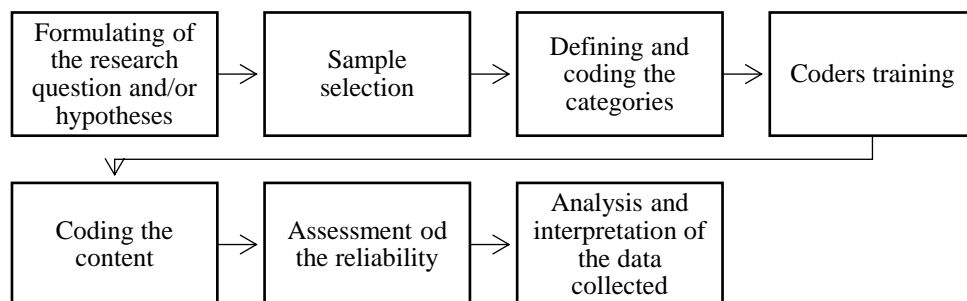 Formulating of
the research
question and/or
hypotheses
Sample
selection
Defining and
coding the
categories
Coders training
Coding the
content
Assessment od
the reliability
Analysis and
interpretation of
the data
collected